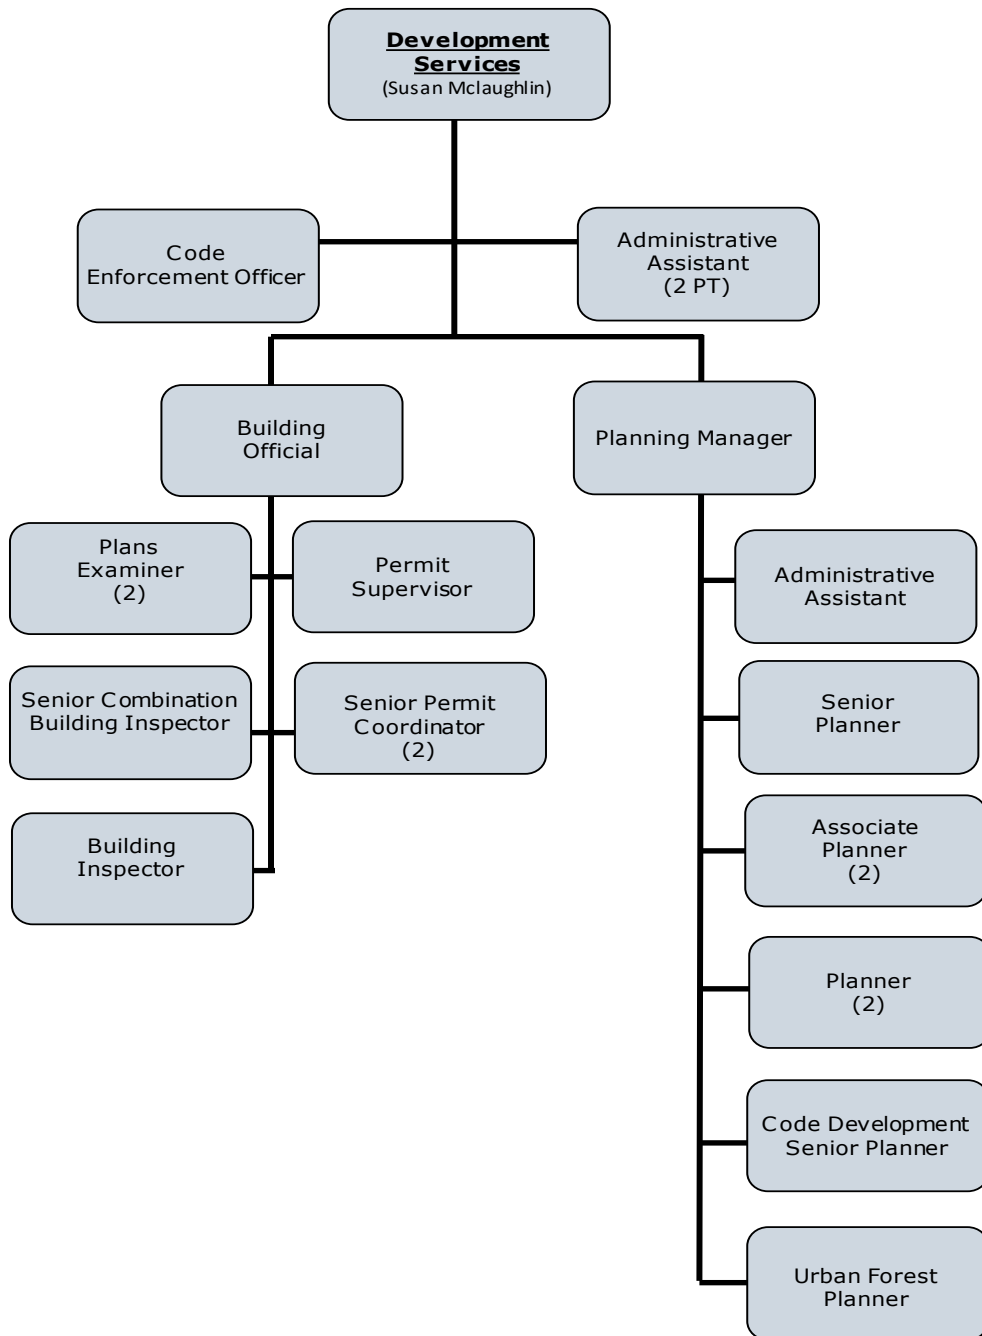 Development
Services
(Susan Mclaughlin)
Code
Enforcement Officer
Administrative
Assistant
(2 PT)
Building
Official
Planning Manager
Plans
Examiner
(2)
Permit
Supervisor
Administrative
Assistant
Senior Combination
Building Inspector
Senior Permit
Coordinator
(2)
Senior
Planner
Building
Inspector
Associate
Planner
(2)
Planner
(2)
Code Development
Senior Planner
Urban Forest
Planner